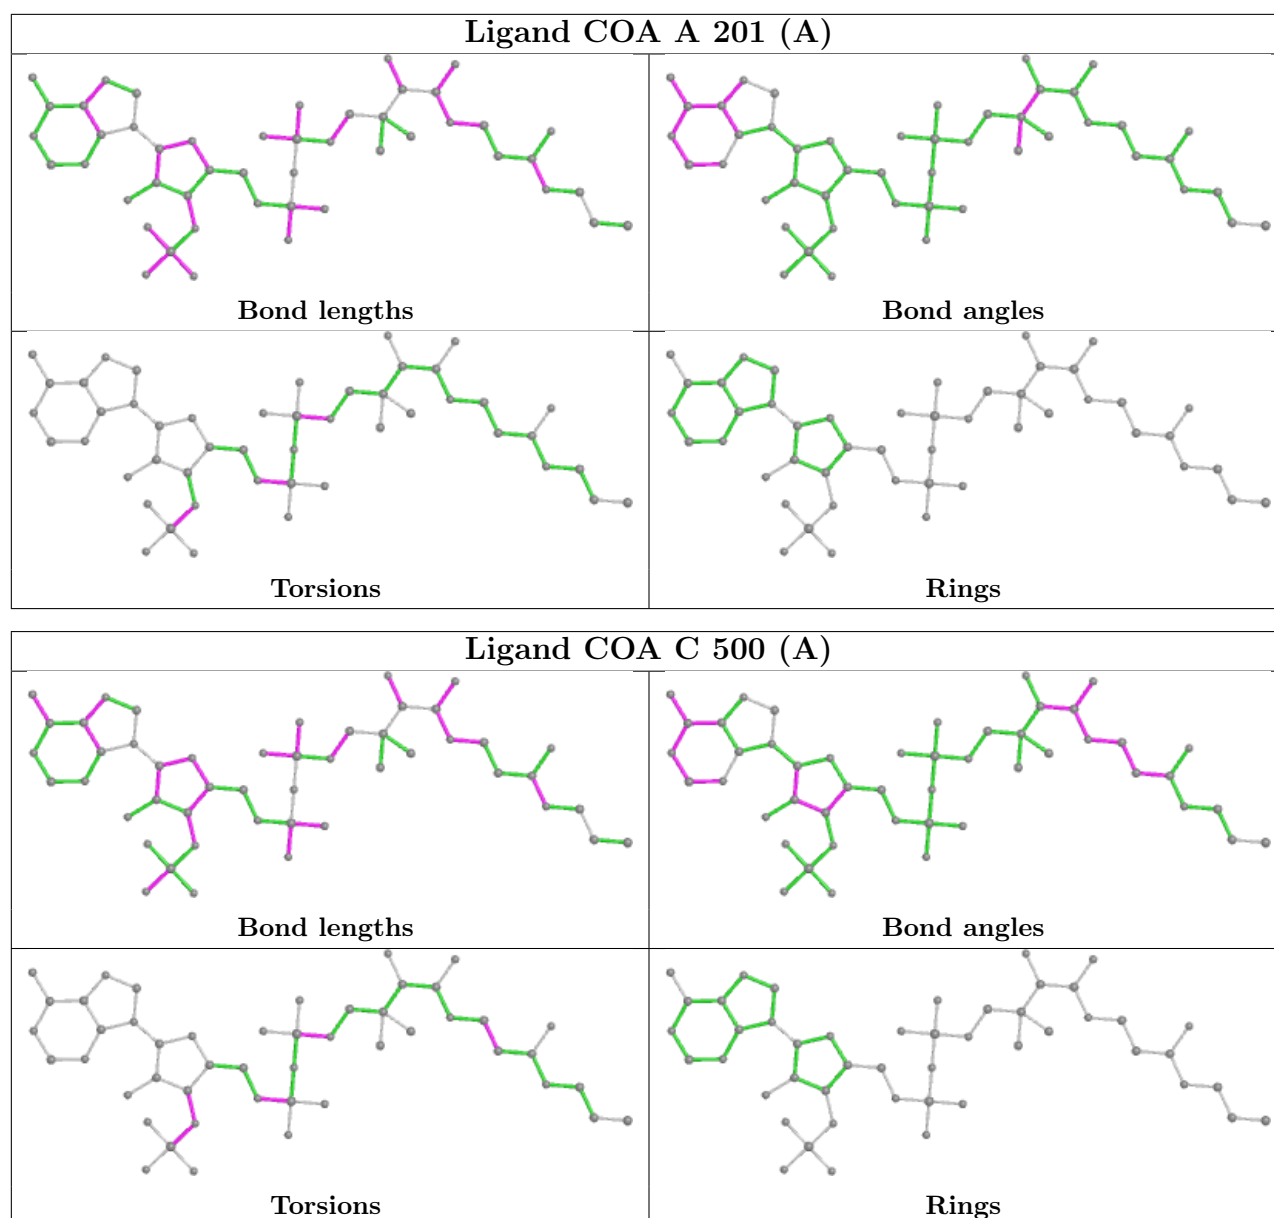 Ligand COA A 201 (A)
Bond lengths
Bond angles
Torsions
Rings
Ligand COA C 500 (A)
Bond lengths
Bond angles
Torsions
Rings